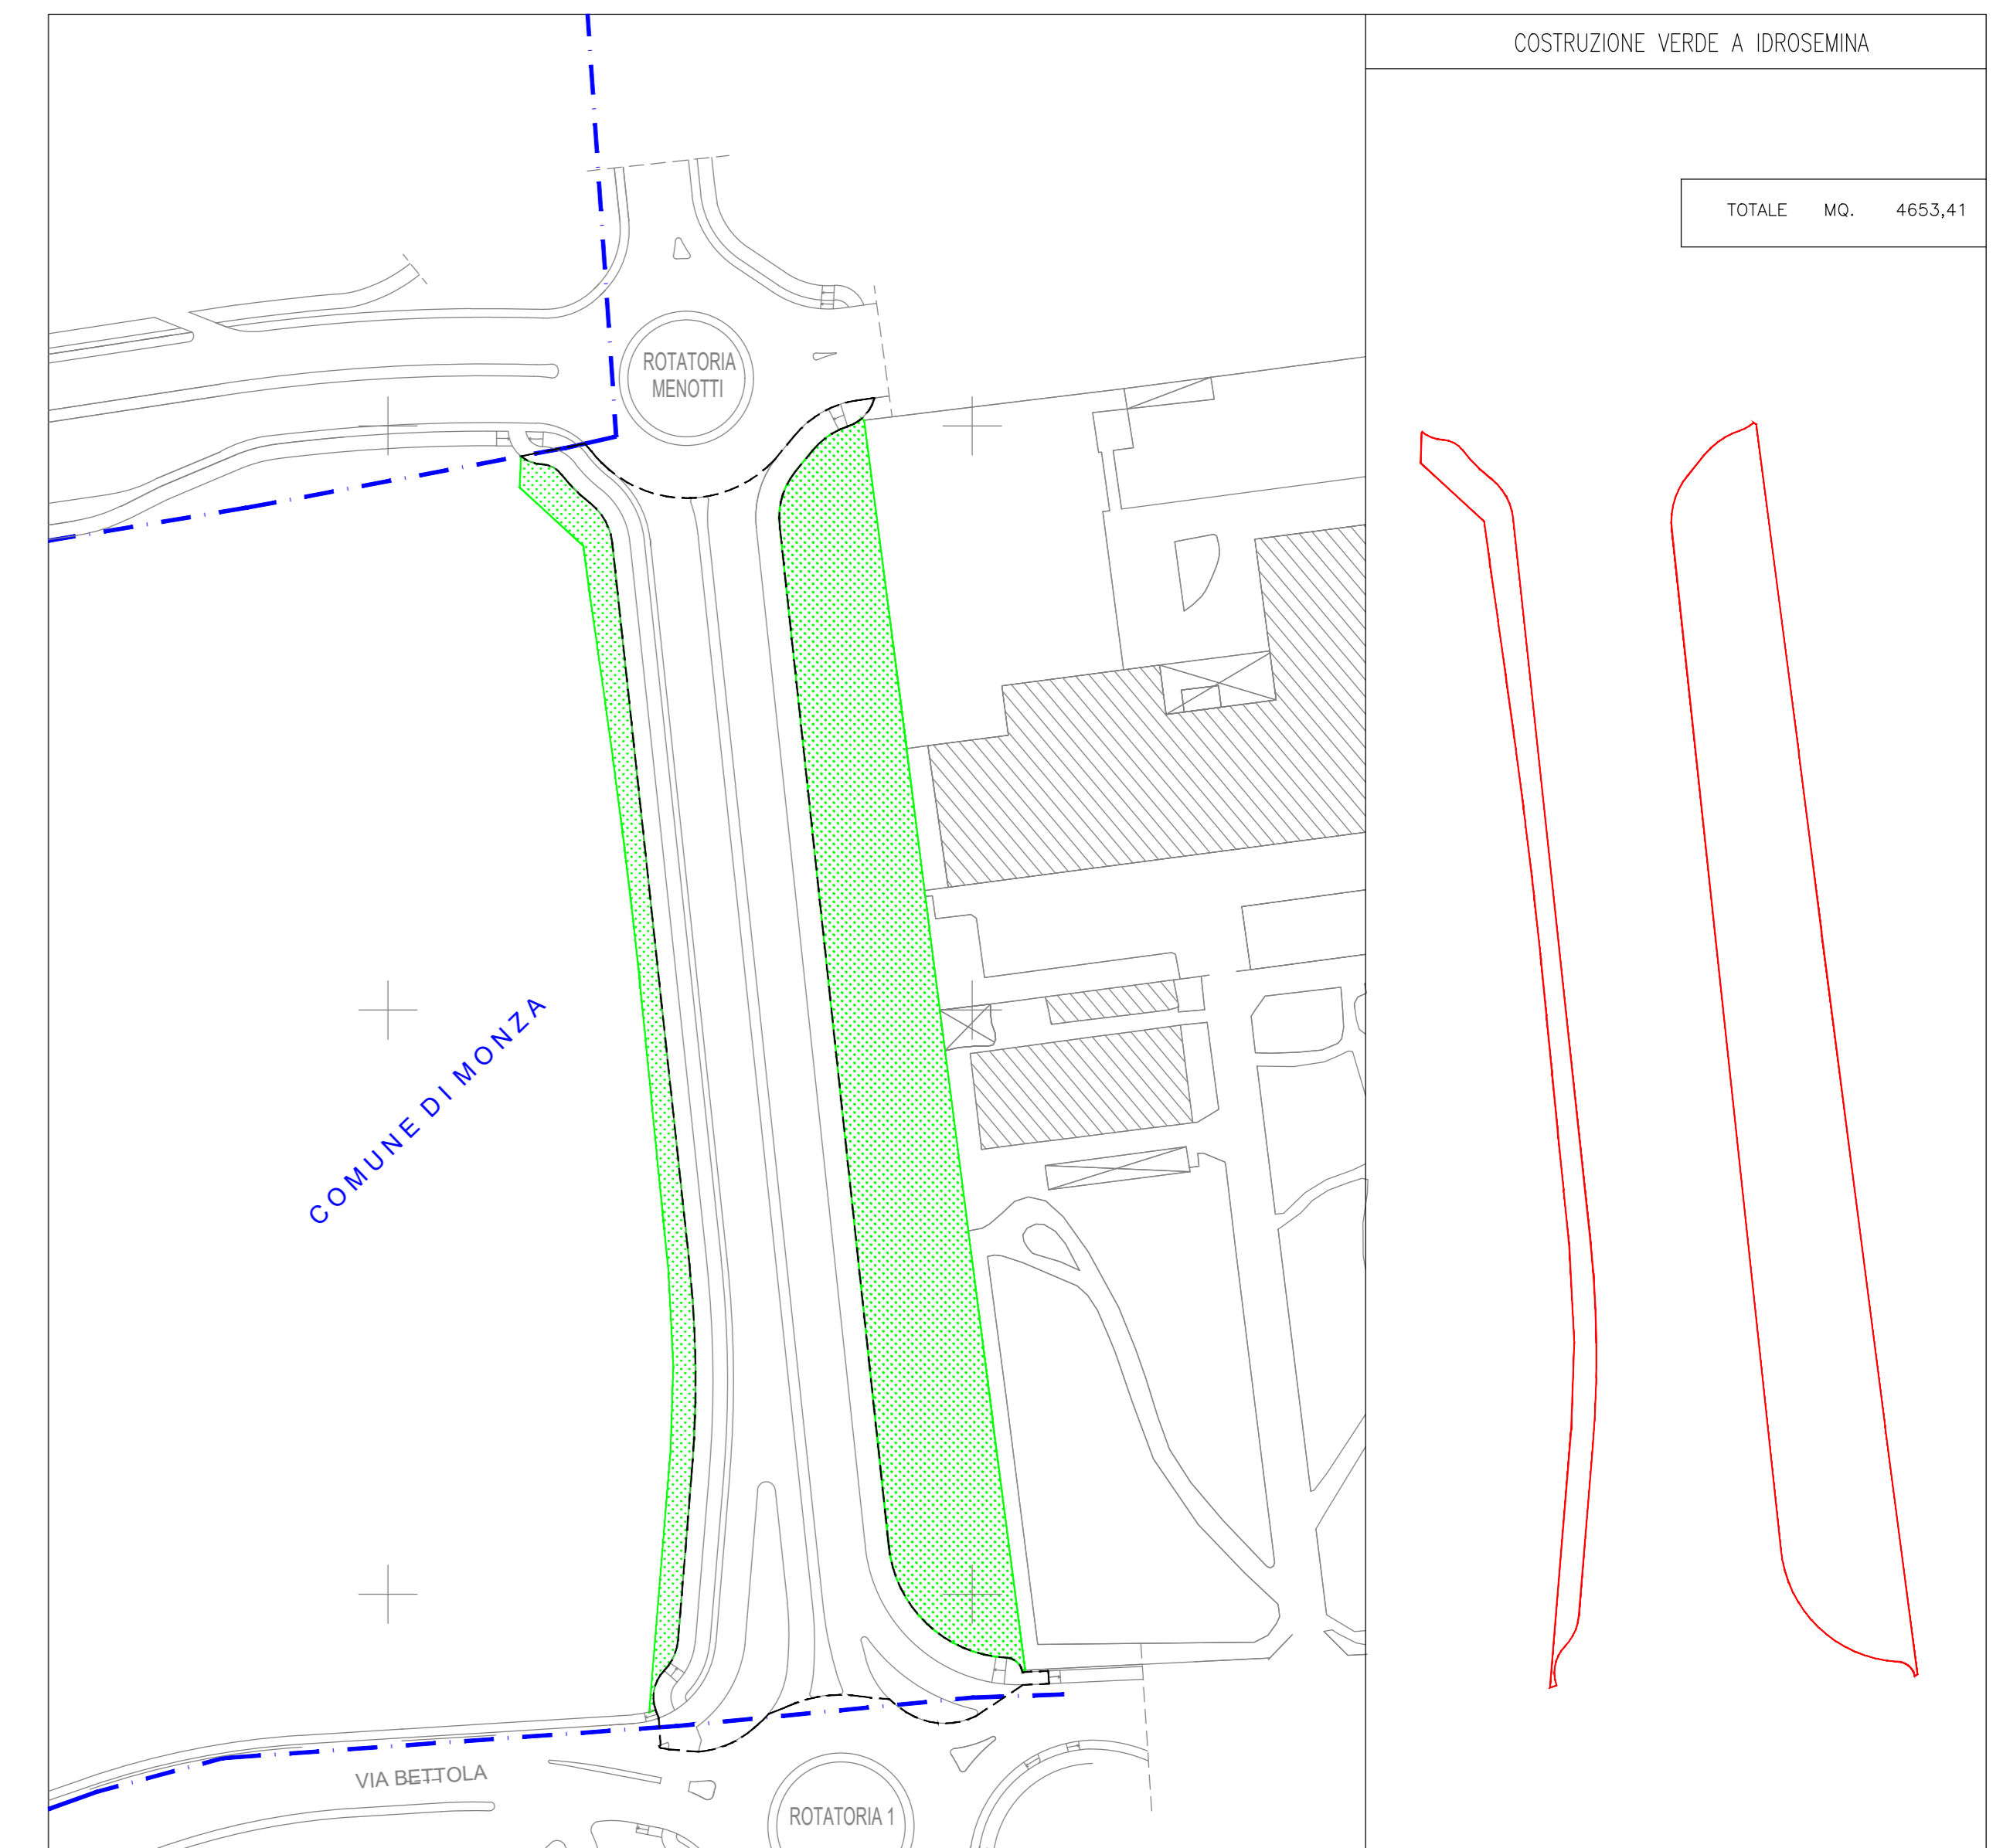 COSTRUZIONE VERDE A IDROSEMINA
TOTALE MQ. 4653,41
ROTATORIA
MENOTTI
COMUNE DI MONZA
VIA BETTOLA
ROTATORIA 1